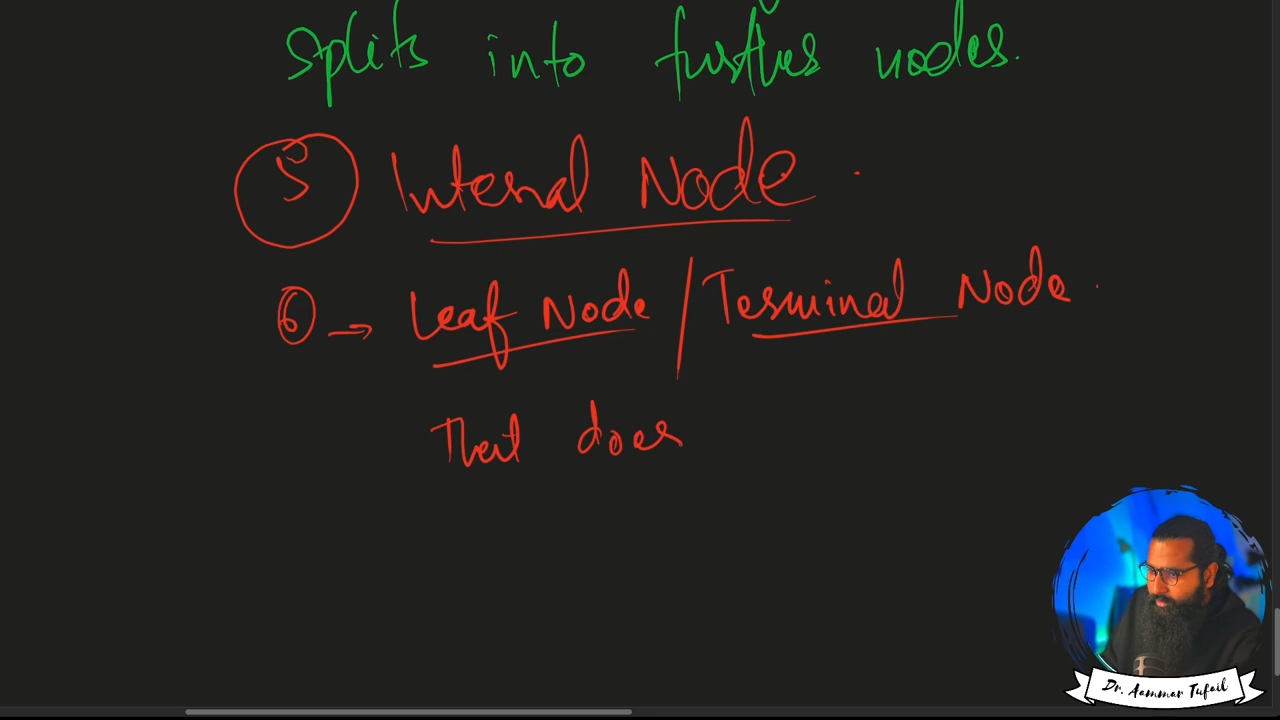 splits into further nodes.
5 Internal Node.
6 → Leaf Node / Terminal Node.
That does
Dr. Aammar Tufail